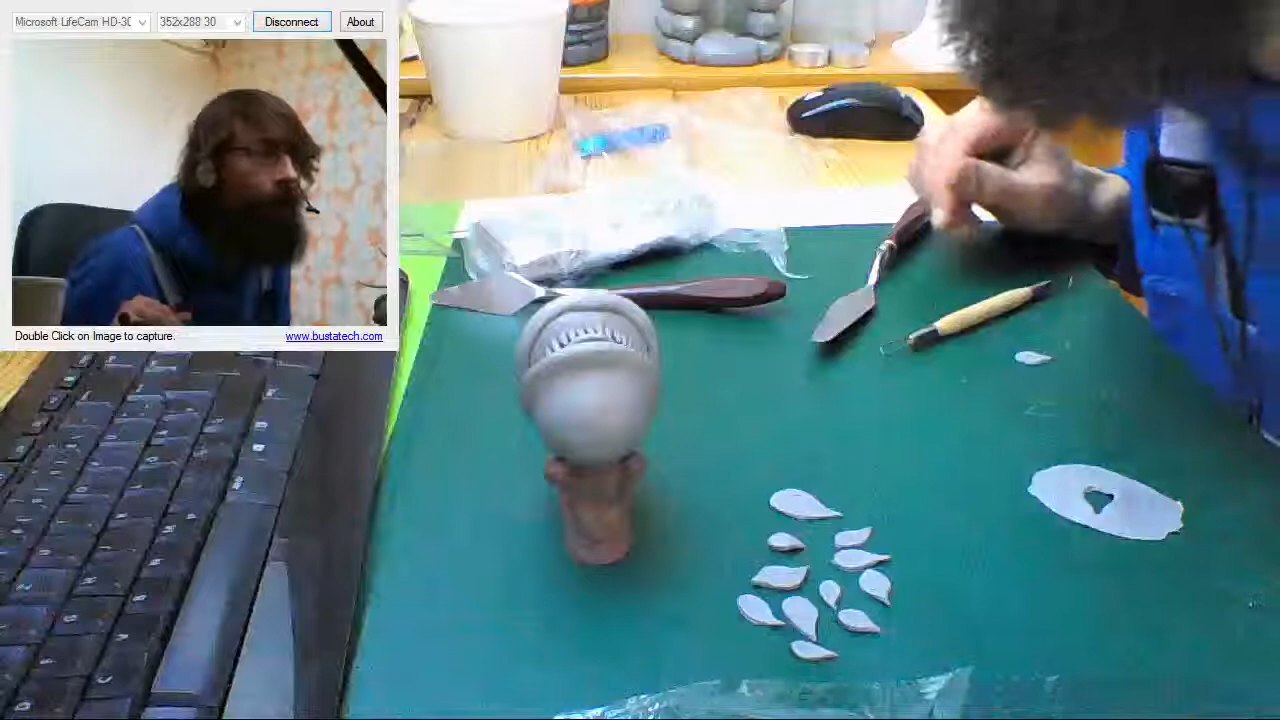 Microsoft LifeCam HD-30
352x288 30
Disconnect
About
Double Click on Image to capture.
www.bustatech.com